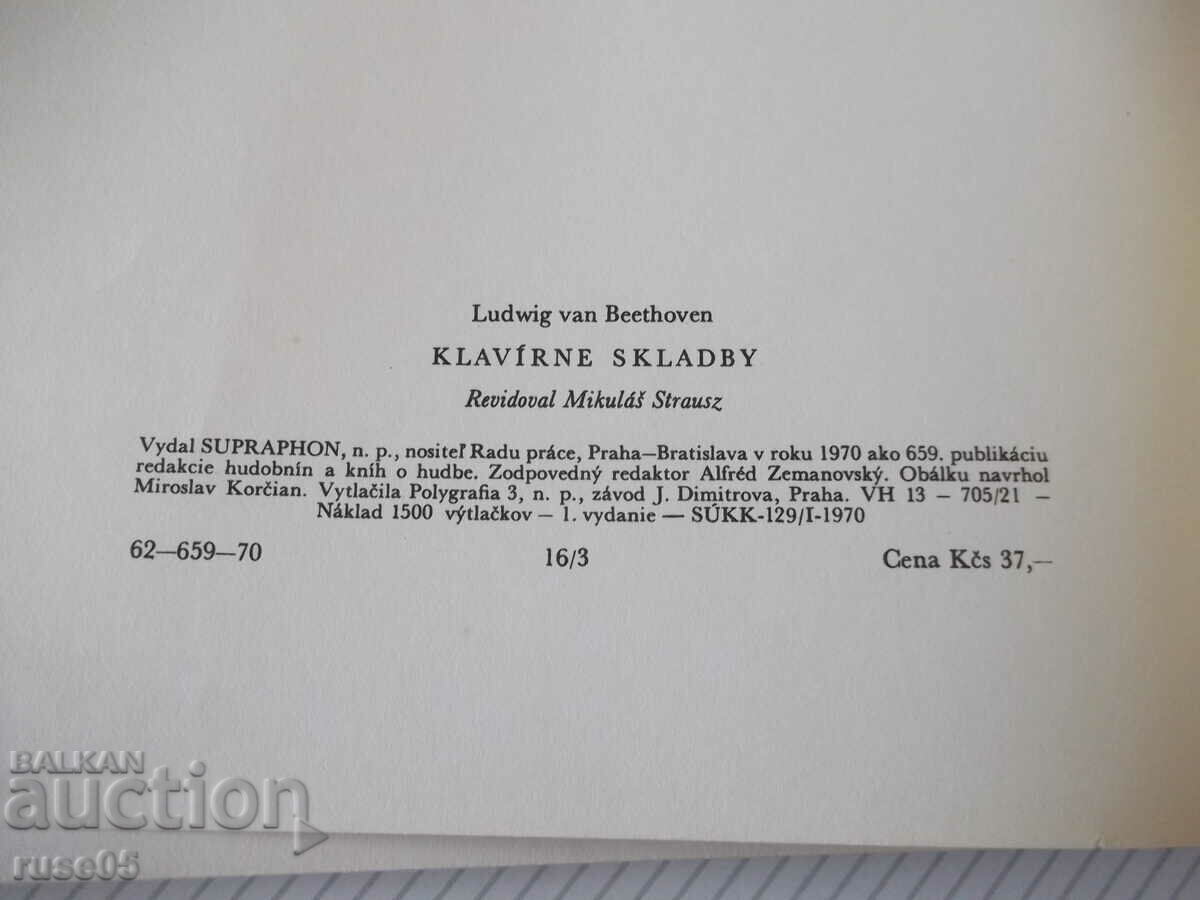 Ludwig van Beethoven
KLAVÍRNE SKLADBY
Revidoval Mikuláš Strausz
Vydal SUPRAPHON, n. p., nositeľ Radu práce, Praha—Bratislava v roku 1970 ako 659. publikáciu
redakcie hudobnín a kníh o hudbe. Zodpovedný redaktor Alfréd Zemanovský. Obálku navrhol
Miroslav Korčian. Vytlačila Polygrafia 3, n. p., závod J. Dimitrova, Praha. VH 13 – 705/21 –
Náklad 1500 výtlačkov – 1. vydanie — SÚKK-129/I-1970
62—659—70 16/3 Cena Kčs 37,—
BALKAN
auction
ruse05